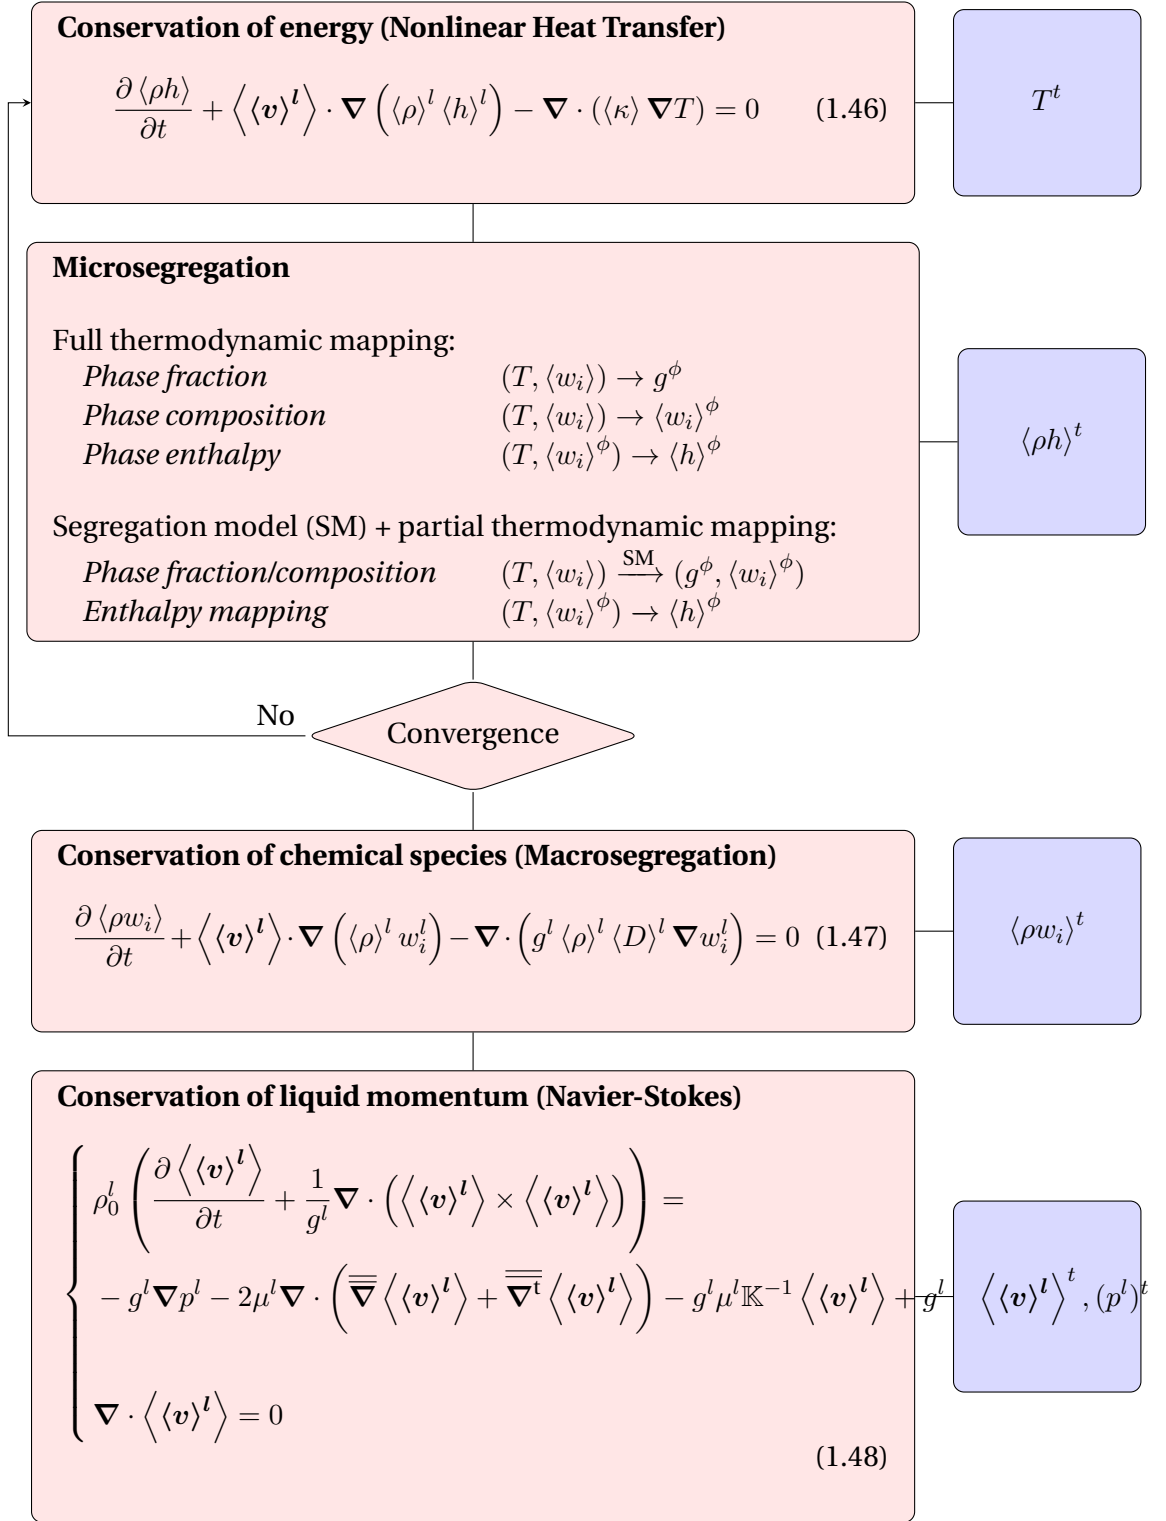 Conservation of energy (Nonlinear Heat Transfer)
∂⟨ρh⟩/∂t + ⟨⟨v⟩^l⟩ · ∇(⟨ρ⟩^l ⟨h⟩^l) − ∇ · (⟨κ⟩ ∇T) = 0 (1.46)
T^t
Microsegregation
Full thermodynamic mapping:
Phase fraction (T, ⟨w_i⟩) → g^ϕ
Phase composition (T, ⟨w_i⟩) → ⟨w_i⟩^ϕ
Phase enthalpy (T, ⟨w_i⟩^ϕ) → ⟨h⟩^ϕ
⟨ρh⟩^t
Segregation model (SM) + partial thermodynamic mapping:
Phase fraction/composition (T, ⟨w_i⟩) —SM→ (g^ϕ, ⟨w_i⟩^ϕ)
Enthalpy mapping (T, ⟨w_i⟩^ϕ) → ⟨h⟩^ϕ
No
Convergence
Conservation of chemical species (Macrosegregation)
∂⟨ρw_i⟩/∂t + ⟨⟨v⟩^l⟩ · ∇(⟨ρ⟩^l w_i^l) − ∇ · (g^l ⟨ρ⟩^l ⟨D⟩^l ∇w_i^l) = 0 (1.47)
⟨ρw_i⟩^t
Conservation of liquid momentum (Navier-Stokes)
ρ_0^l (∂⟨⟨v⟩^l⟩/∂t + 1/g^l ∇ · (⟨⟨v⟩^l⟩ × ⟨⟨v⟩^l⟩)) =
− g^l ∇p^l − 2μ^l ∇ · (∇̿ ⟨⟨v⟩^l⟩ + ∇̿^t ⟨⟨v⟩^l⟩) − g^l μ^l 𝕂^−1 ⟨⟨v⟩^l⟩ + g^l
⟨⟨v⟩^l⟩^t, (p^l)^t
∇ · ⟨⟨v⟩^l⟩ = 0
(1.48)